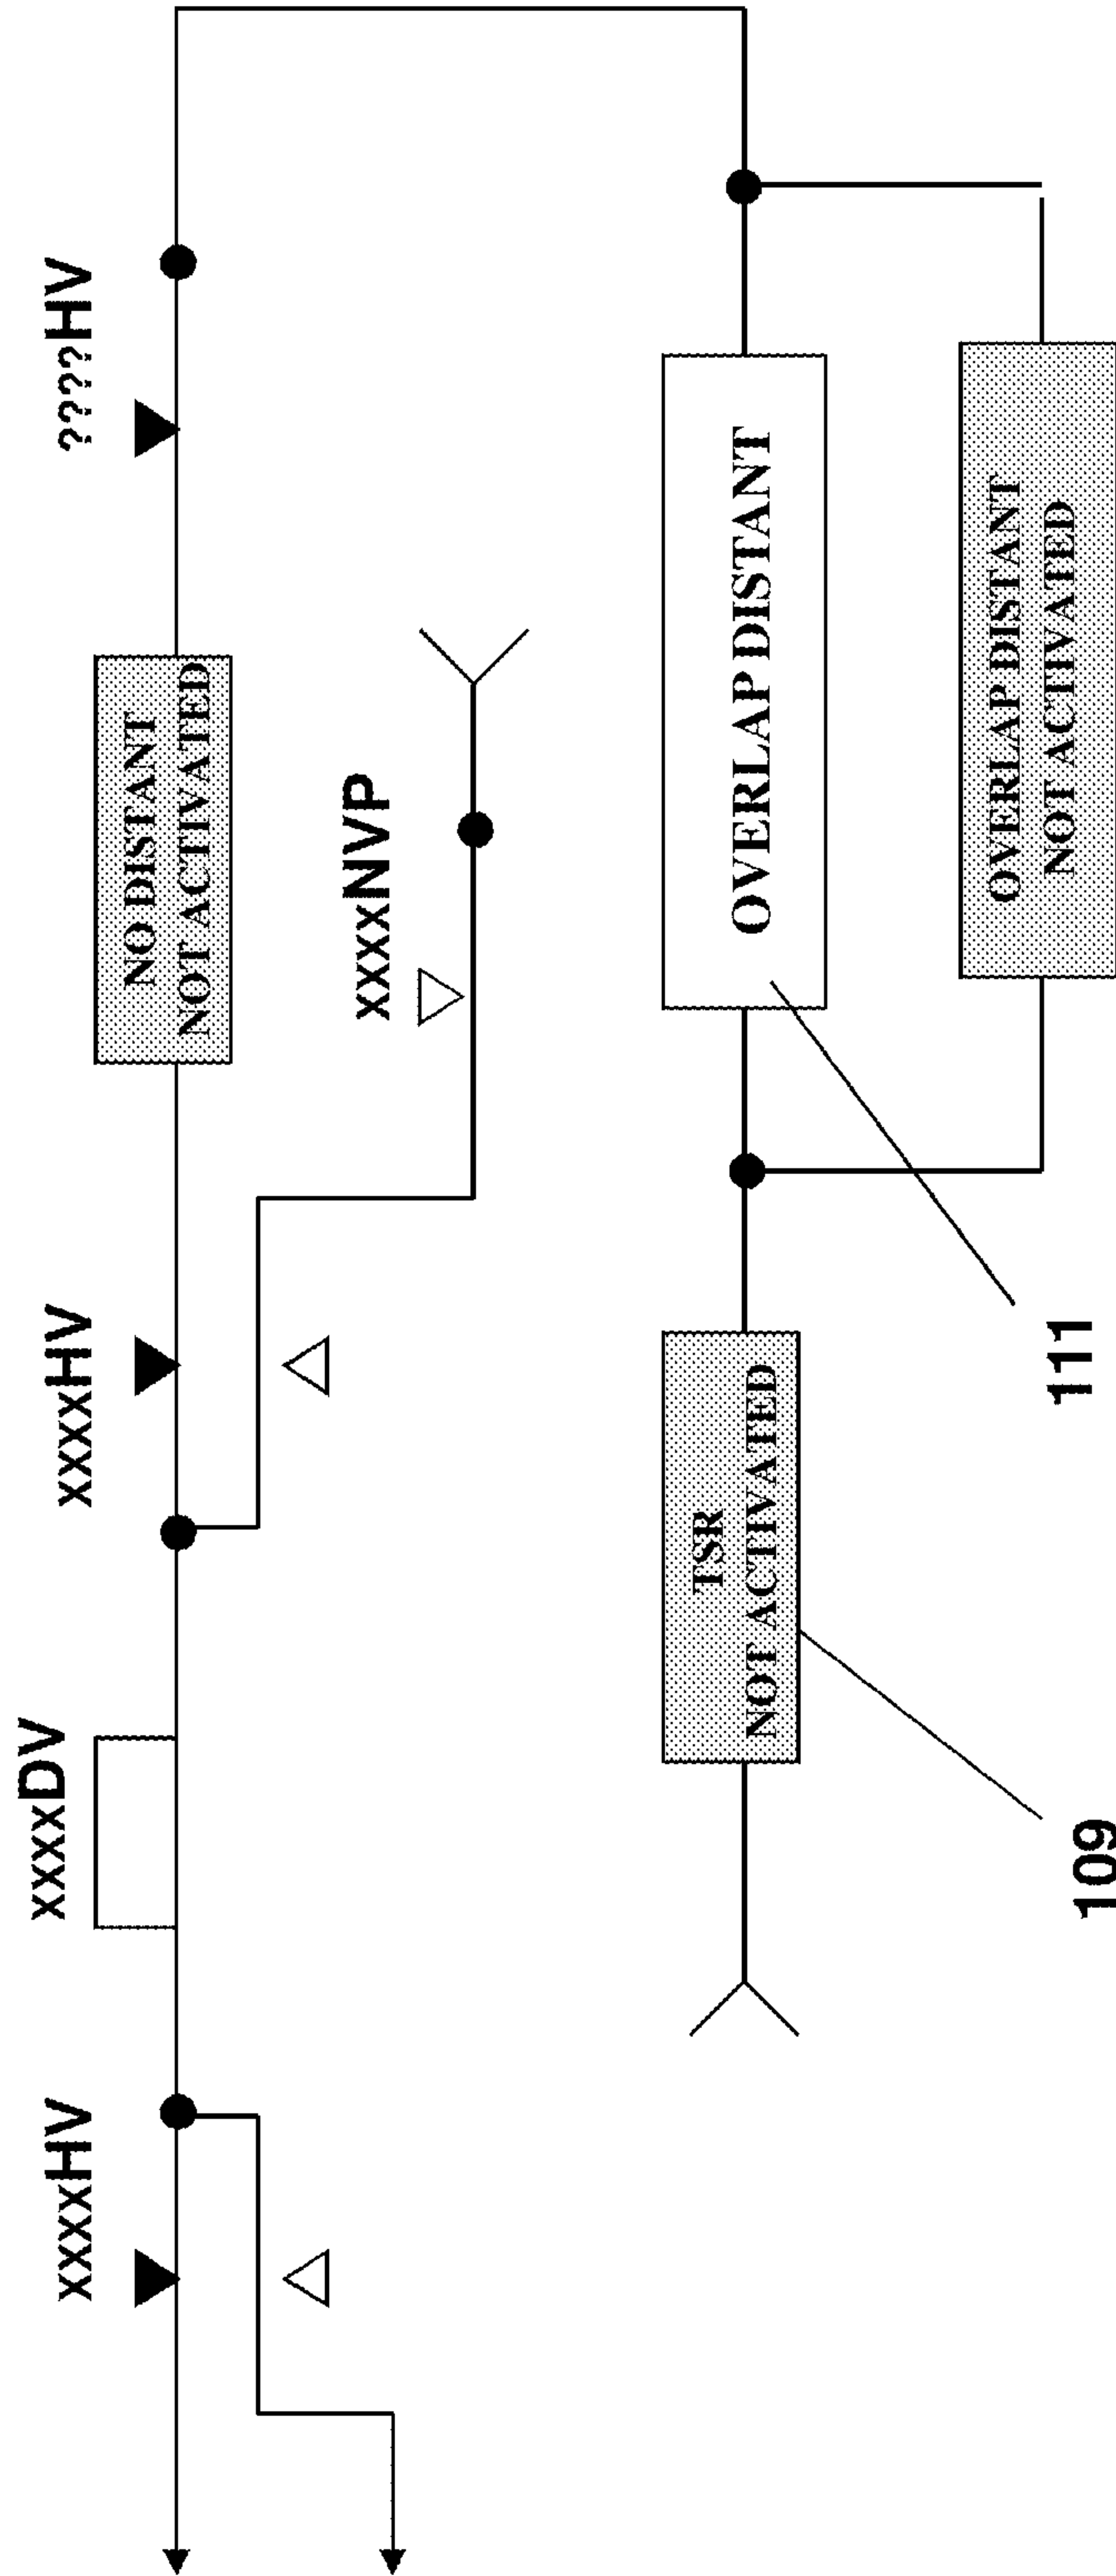 xxxxHV
xxxxDV
xxxxHV
NO DISTANT
NOT ACTIVATED
????HV
xxxxNVP
TSR
NOT ACTIVATED
OVERLAP DISTANT
OVERLAP DISTANT
NOT ACTIVATED
109
111